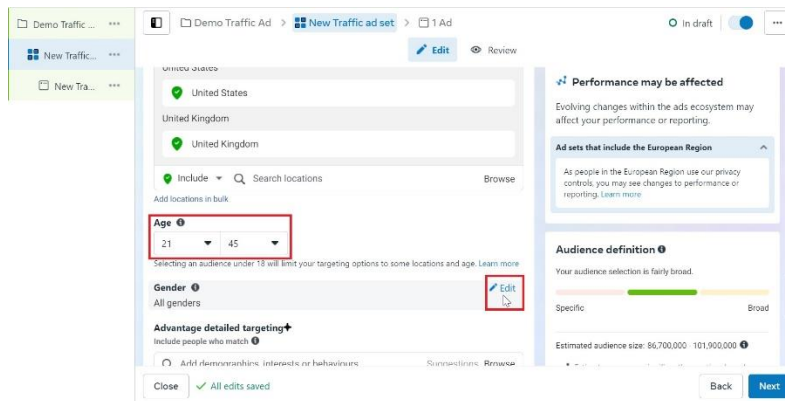 Demo Traffic ...
New Traffic...
New Tra...
Demo Traffic Ad > New Traffic ad set > 1 Ad
In draft
Edit
Review
United States
United States
United Kingdom
United Kingdom
Include
Search locations
Browse
Add locations in bulk
Age
21
45
Selecting an audience under 18 will limit your targeting options to some locations and age. Learn more
Gender
Edit
All genders
Advantage detailed targeting+
Include people who match
Add demographics, interests or behaviours
Suggestions
Browse
Close
All edits saved
Back
Next
Performance may be affected
Evolving changes within the ads ecosystem may
affect your performance or reporting.
Ad sets that include the European Region
As people in the European Region use our privacy
controls, you may see changes to performance or
reporting. Learn more
Audience definition
Your audience selection is fairly broad.
Specific
Broad
Estimated audience size: 86,700,000 - 101,900,000